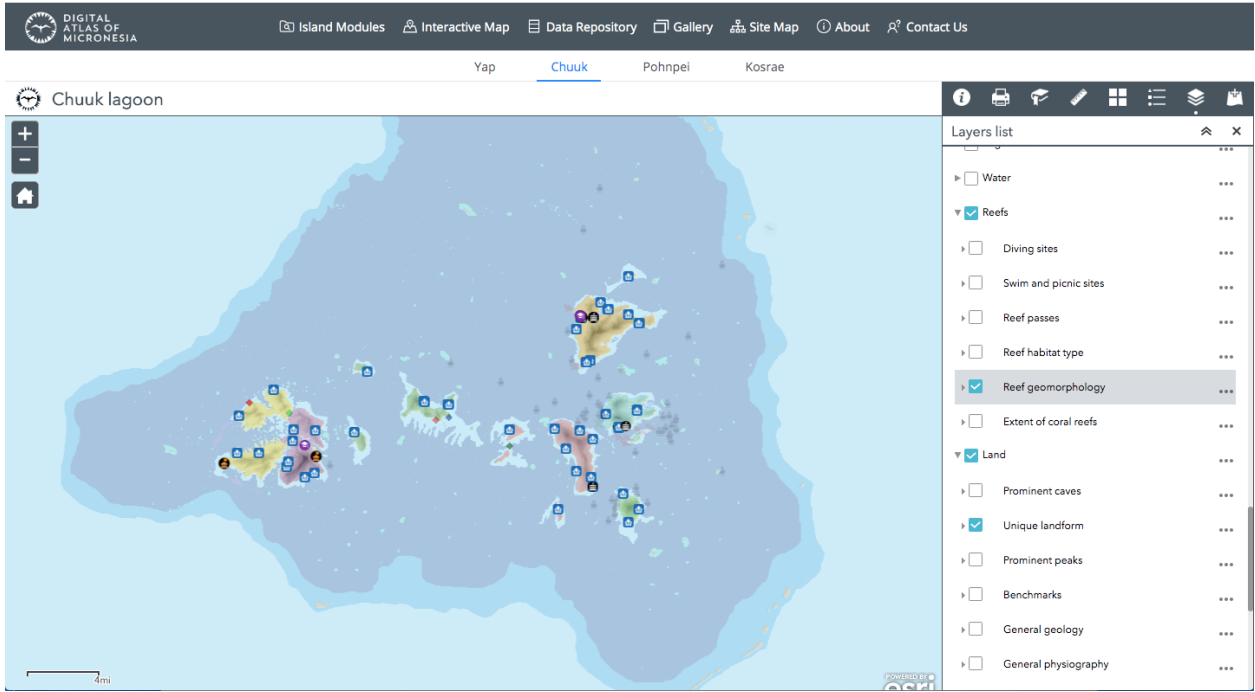 DIGITAL
ATLAS OF
MICRONESIA
Island Modules Interactive Map Data Repository Gallery Site Map About Contact Us
Yap Chuuk Pohnpei Kosrae
Chuuk lagoon
Layers list
Water
Reefs
Diving sites
Swim and picnic sites
Reef passes
Reef habitat type
Reef geomorphology
Extent of coral reefs
Land
Prominent caves
Unique landform
Prominent peaks
Benchmarks
General geology
General physiography
4mi
POWERED BY
esri